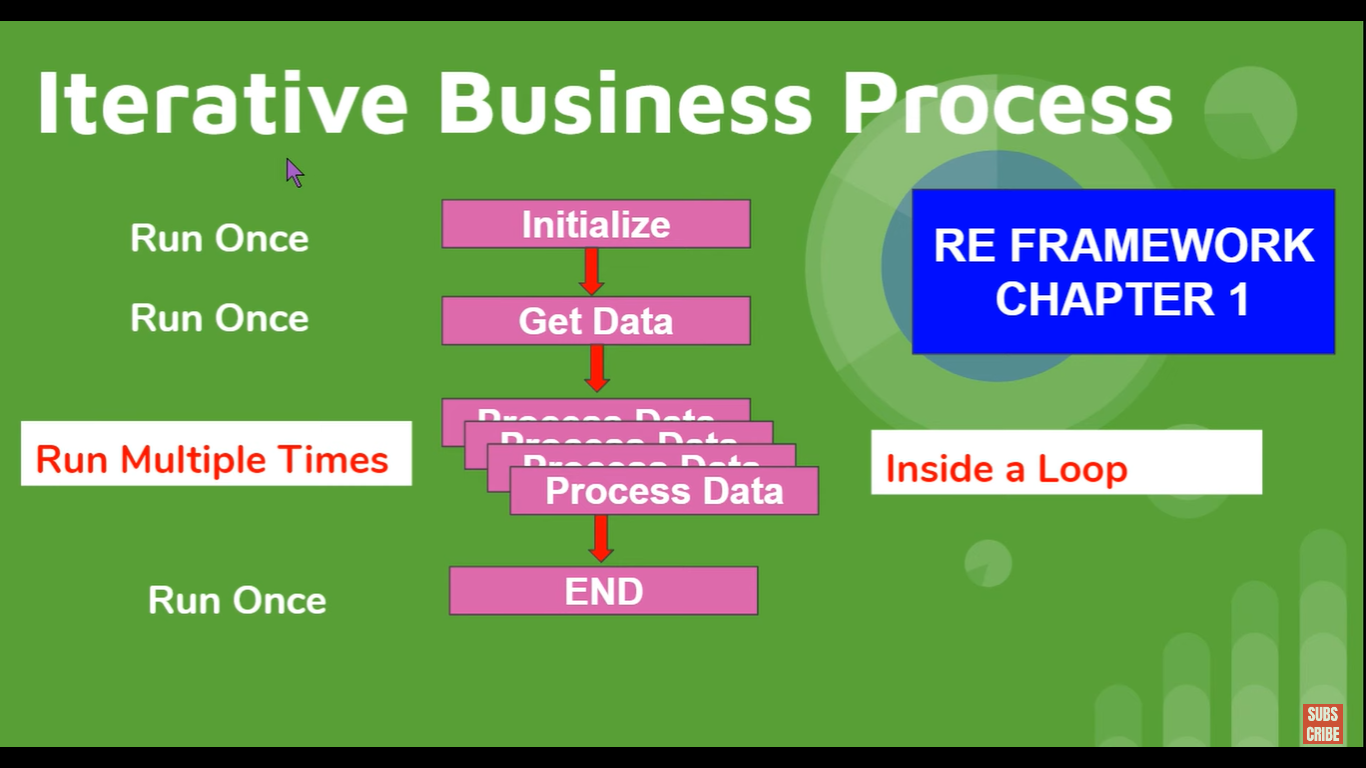 Iterative Business Process
Run Once
Initialize
RE FRAMEWORK
CHAPTER 1
Run Once
Get Data
Run Multiple Times
Process Data
Process Data
Process Data
Process Data
Inside a Loop
Run Once
END
SUBS
CRIBE